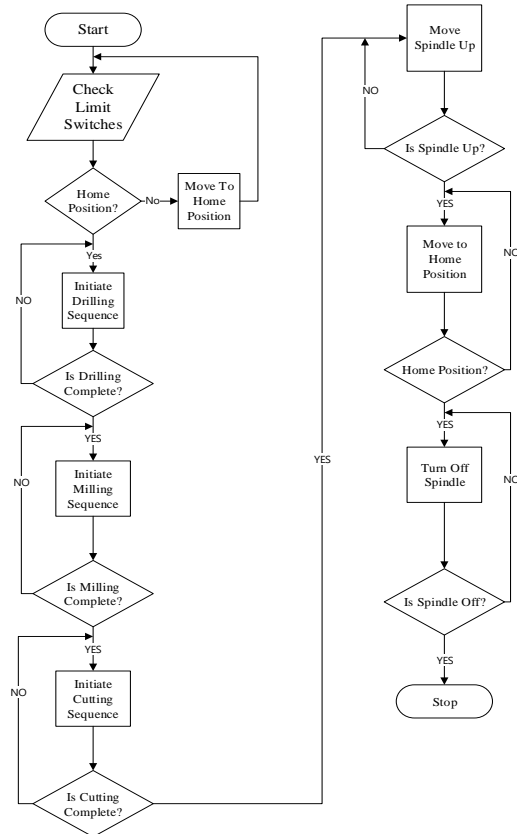 Start
Check
Limit
Switches
Home
Position?
No
Move To
Home
Position
Yes
Initiate
Drilling
Sequence
NO
Is Drilling
Complete?
YES
Initiate
Milling
Sequence
NO
Is Milling
Complete?
YES
Initiate
Cutting
Sequence
NO
Is Cutting
Complete?
YES
Move
Spindle Up
NO
Is Spindle Up?
YES
Move to
Home
Position
NO
Home Position?
YES
Turn Off
Spindle
NO
Is Spindle Off?
YES
Stop